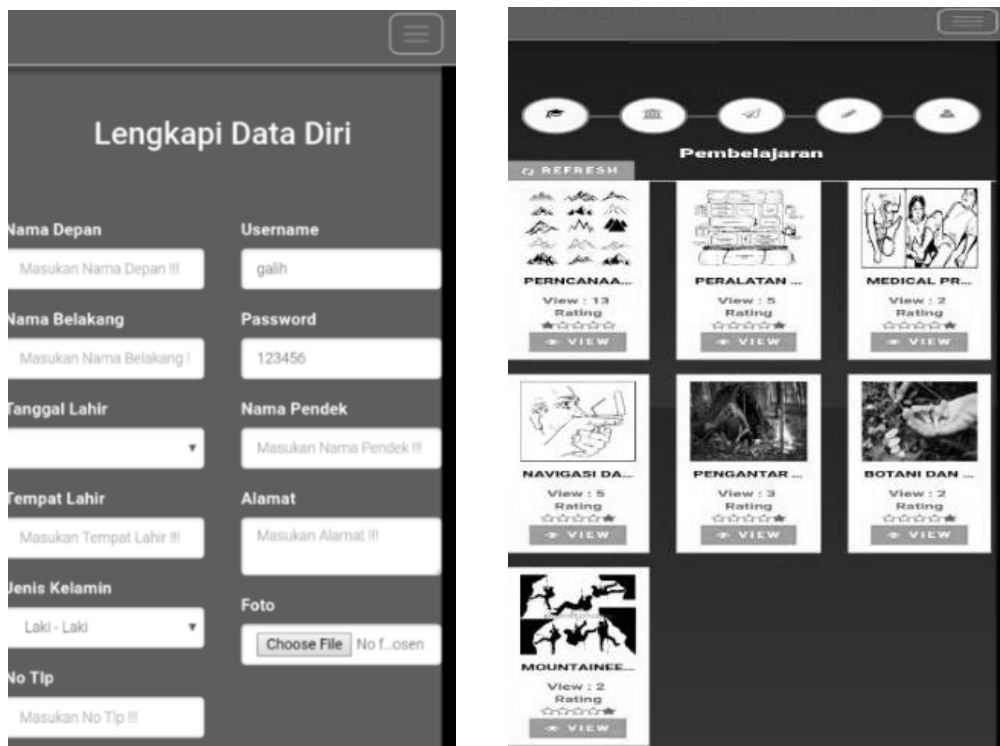 Lengkapi Data Diri
Nama Depan
Masukan Nama Depan !!!
Nama Belakang
Masukan Nama Belakang !
Tanggal Lahir
Tempat Lahir
Masukan Tempat Lahir !!!
Jenis Kelamin
Laki - Laki
No Tlp
Masukan No Tlp !!!
Username
galih
Password
123456
Nama Pendek
Masukan Nama Pendek !!!
Alamat
Masukan Alamat !!!
Foto
Choose File No f...osen
Pembelajaran
REFRESH
PERNCANAA...
View : 13
Rating
VIEW
PERALATAN ...
View : 5
Rating
VIEW
MEDICAL PR...
View : 2
Rating
VIEW
NAVIGASI DA...
View : 5
Rating
VIEW
PENGANTAR ...
View : 3
Rating
VIEW
BOTANI DAN ...
View : 2
Rating
VIEW
MOUNTAINEE...
View : 2
Rating
VIEW